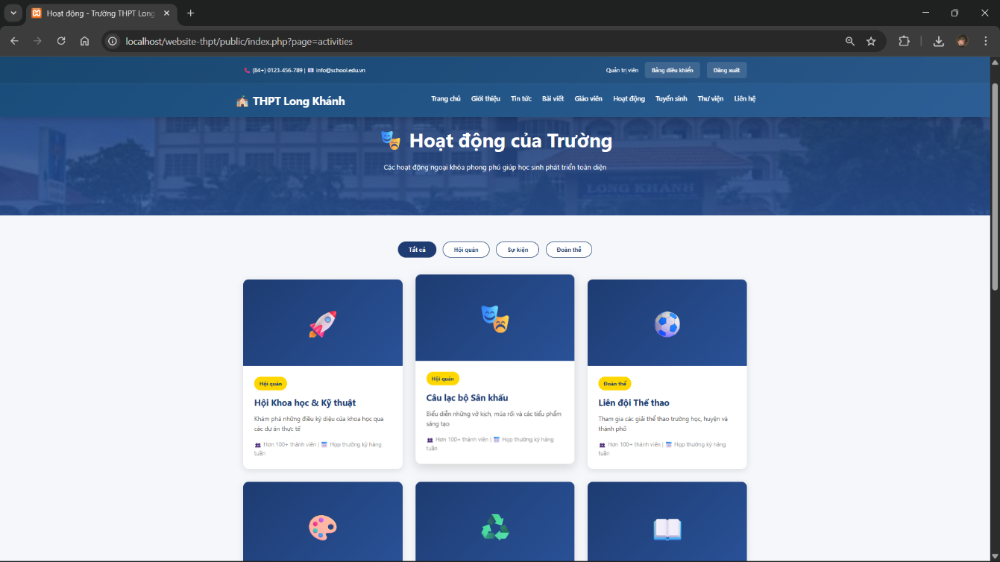 Hoạt động - Trường THPT Long
localhost/website-thpt/public/index.php?page=activities
(84+) 0123-456-789 | info@school.edu.vn
Quản trị viên Bảng điều khiển Đăng xuất
THPT Long Khánh
Trang chủ Giới thiệu Tin tức Bài viết Giáo viên Hoạt động Tuyển sinh Thư viện Liên hệ
Hoạt động của Trường
Các hoạt động ngoại khóa phong phú giúp học sinh phát triển toàn diện
LONG KHANH
Tất cả Hội quán Sự kiện Đoàn thể
Hội quán
Hội Khoa học & Kỹ thuật
Khám phá những điều kỳ diệu của khoa học qua
các dự án thực tế
Hơn 100+ thành viên | Họp thường kỳ hàng
tuần
Hội quán
Câu lạc bộ Sân khấu
Biểu diễn những vở kịch, múa rối và các tiểu phẩm
sáng tạo
Hơn 100+ thành viên | Họp thường kỳ hàng
tuần
Đoàn thể
Liên đội Thể thao
Tham gia các giải thể thao trường học, huyện và
thành phố
Hơn 100+ thành viên | Họp thường kỳ hàng
tuần